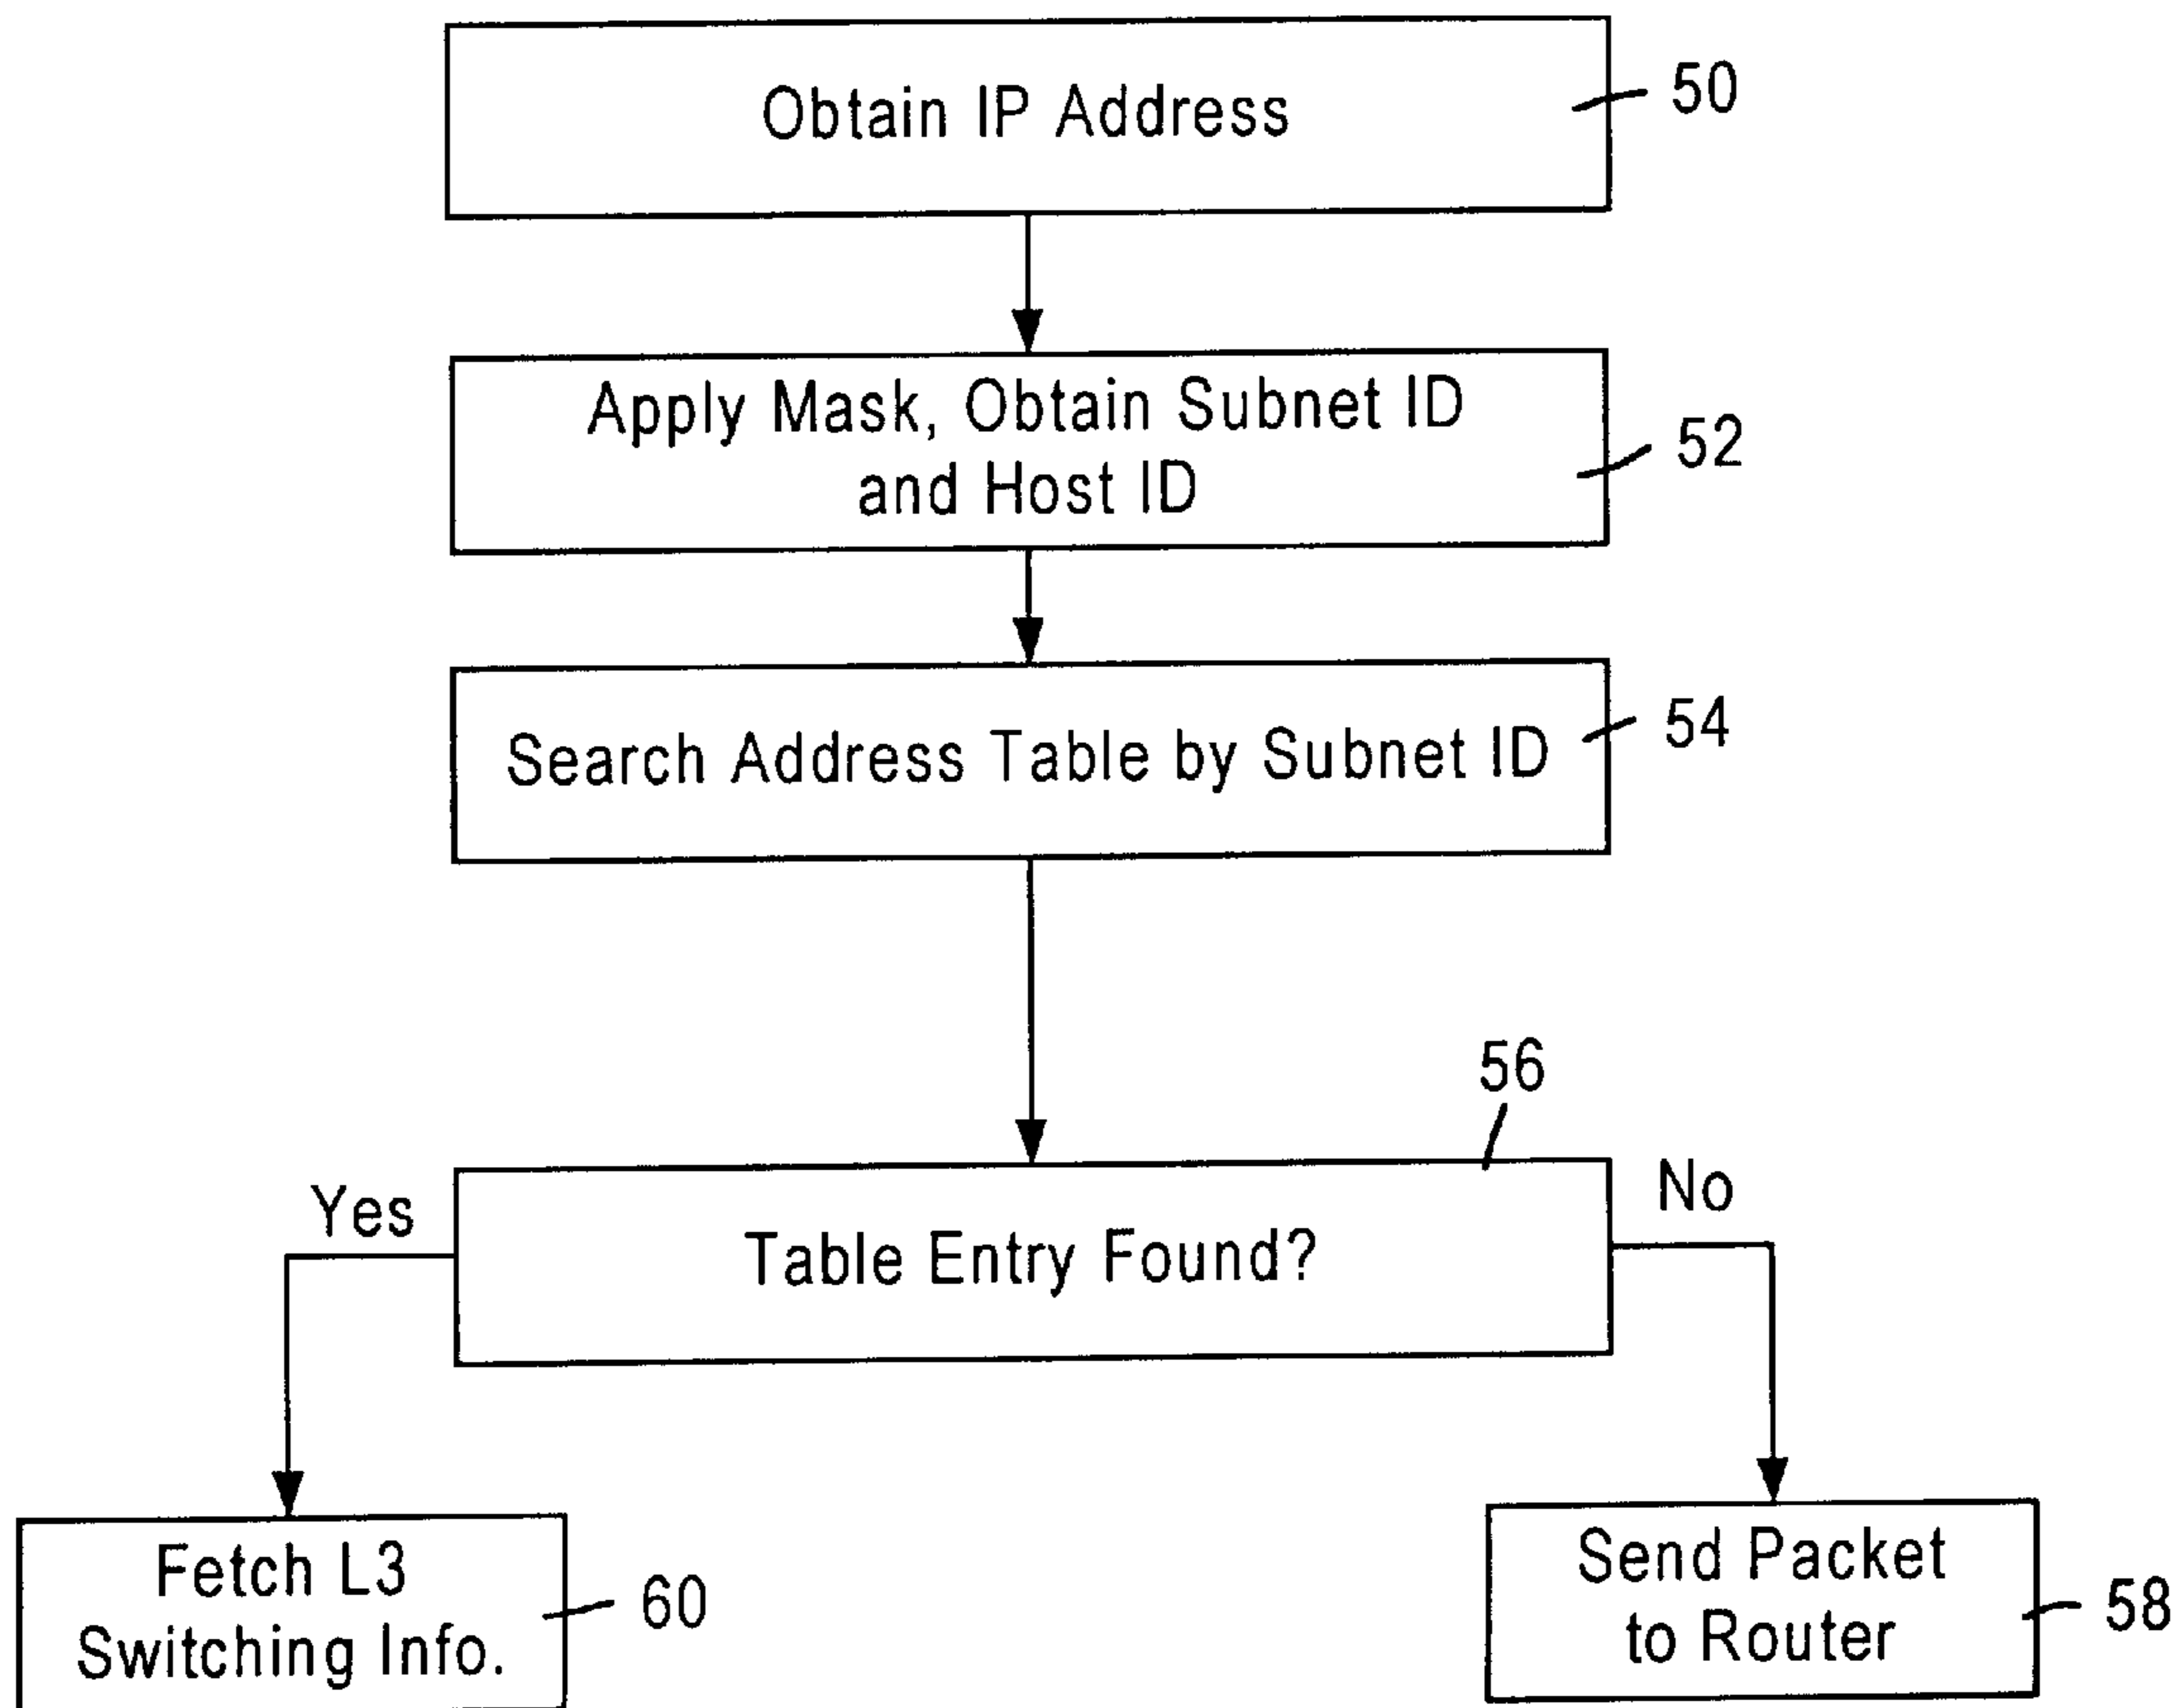 Obtain IP Address
50
Apply Mask, Obtain Subnet ID
and Host ID
52
Search Address Table by Subnet ID
54
56
Yes
Table Entry Found?
No
Fetch L3
Switching Info.
60
Send Packet
to Router
58